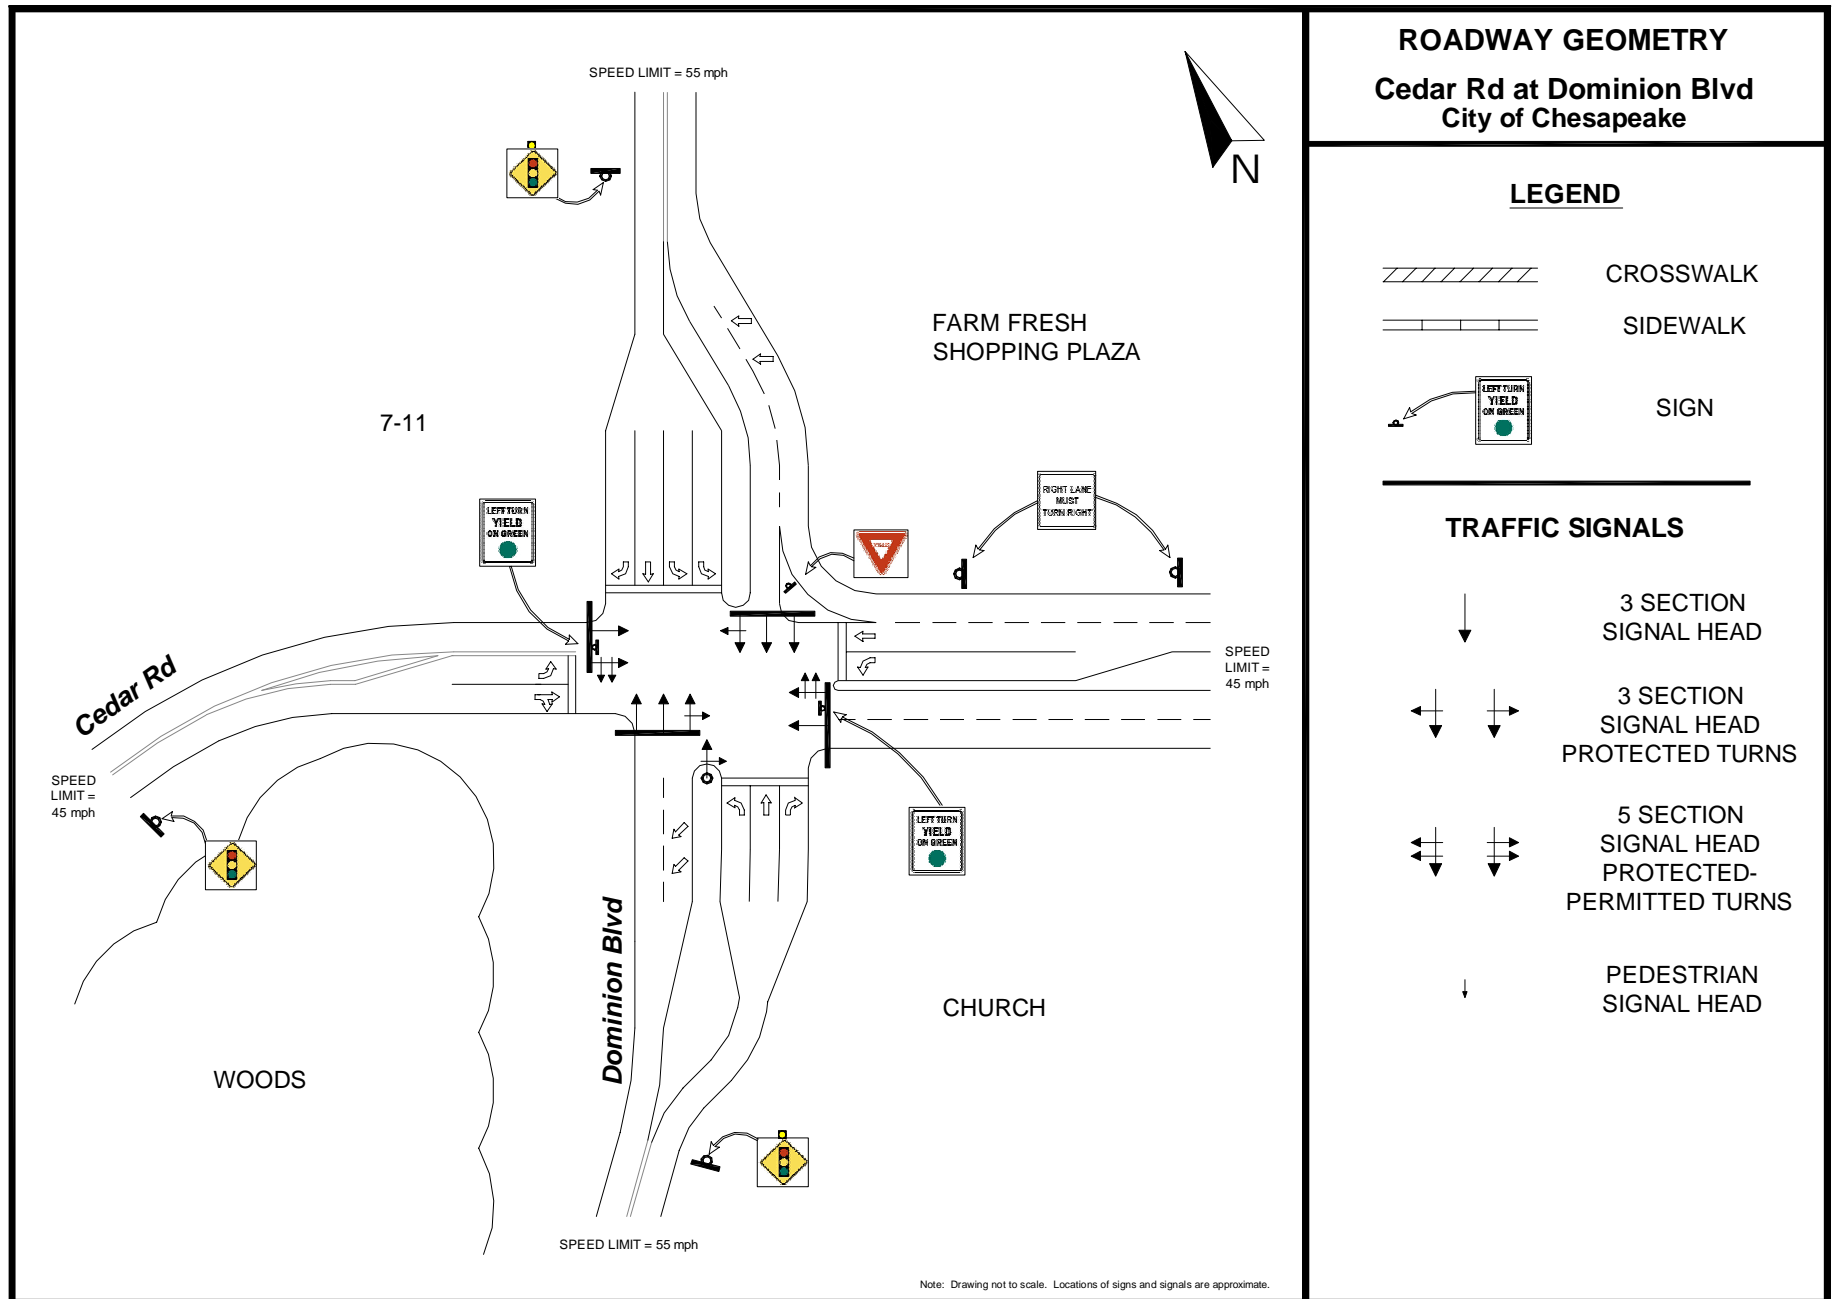 SPEED LIMIT = 55 mph
N
FARM FRESH
SHOPPING PLAZA
7-11
LEFT TURN
YIELD
ON GREEN
RIGHT LANE
MUST
TURN RIGHT
Cedar Rd
SPEED
LIMIT =
45 mph
SPEED
LIMIT =
45 mph
LEFT TURN
YIELD
ON GREEN
Dominion Blvd
CHURCH
WOODS
SPEED LIMIT = 55 mph
Note: Drawing not to scale. Locations of signs and signals are approximate.
ROADWAY GEOMETRY
Cedar Rd at Dominion Blvd
City of Chesapeake
LEGEND
CROSSWALK
SIDEWALK
LEFT TURN
YIELD
ON GREEN
SIGN
TRAFFIC SIGNALS
3 SECTION
SIGNAL HEAD
3 SECTION
SIGNAL HEAD
PROTECTED TURNS
5 SECTION
SIGNAL HEAD
PROTECTED-
PERMITTED TURNS
PEDESTRIAN
SIGNAL HEAD